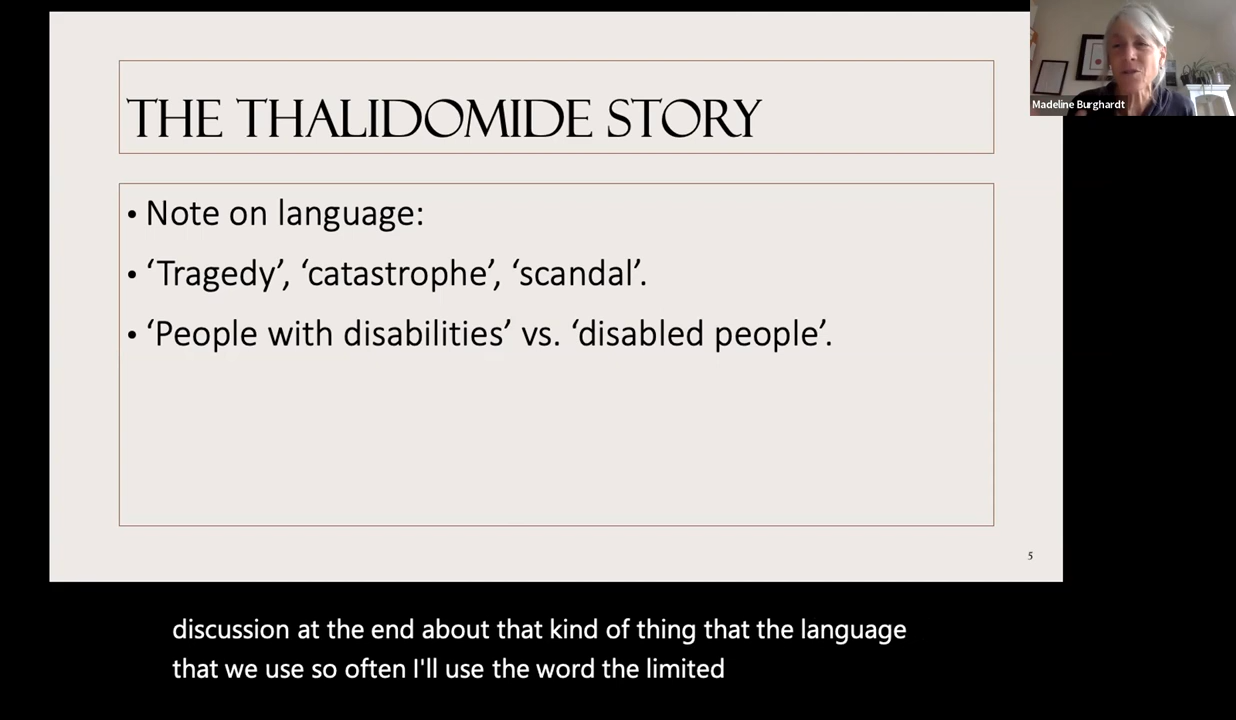 THE THALIDOMIDE STORY
• Note on language:
• ‘Tragedy’, ‘catastrophe’, ‘scandal’.
• ‘People with disabilities’ vs. ‘disabled people’.
5
Madeline Burghardt
discussion at the end about that kind of thing that the language
that we use so often I'll use the word the limited